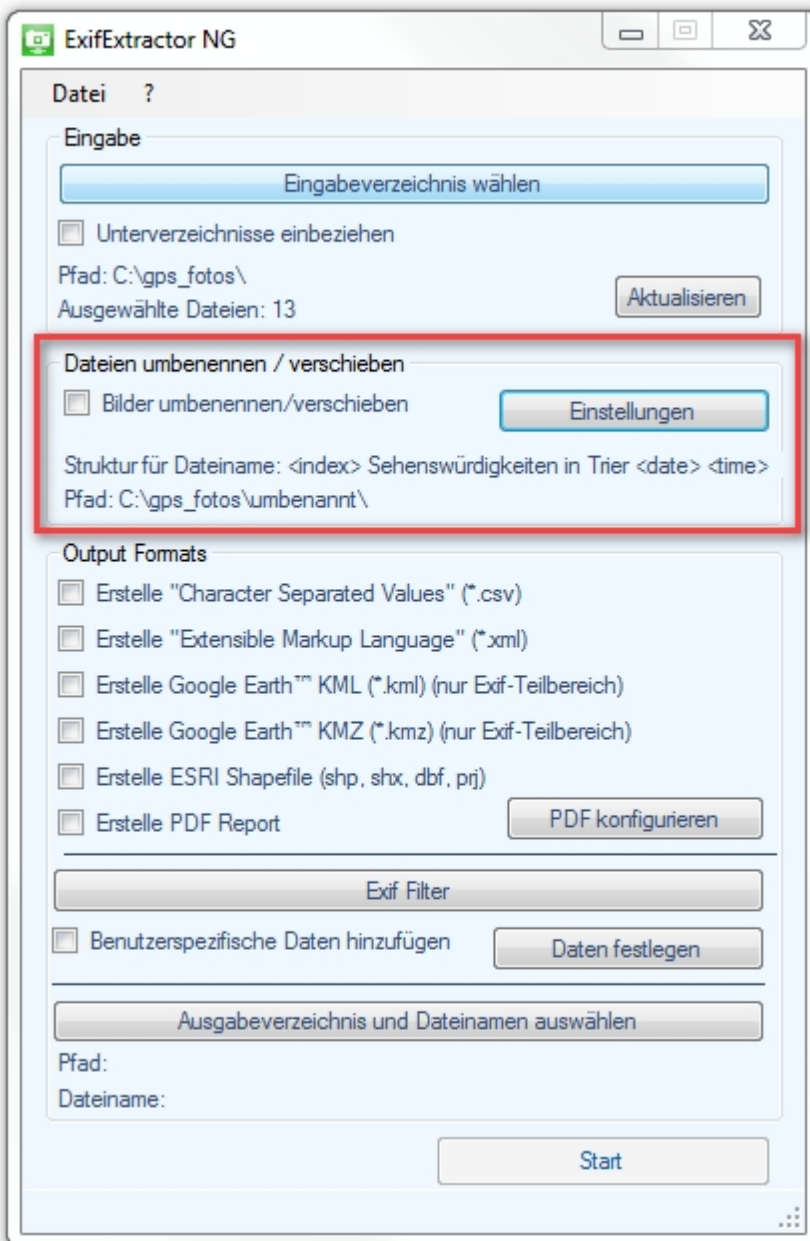 ExifExtractor NG
Datei ?
Eingabe
Eingabeverzeichnis wählen
Unterverzeichnisse einbeziehen
Pfad: C:\gps_fotos\
Ausgewählte Dateien: 13
Aktualisieren
Dateien umbenennen / verschieben
Bilder umbenennen/verschieben
Einstellungen
Struktur für Dateiname: <index> Sehenswürdigkeiten in Trier <date> <time>
Pfad: C:\gps_fotos\umbenannt\
Output Formats
Erstelle "Character Separated Values" (*.csv)
Erstelle "Extensible Markup Language" (*.xml)
Erstelle Google Earth™ KML (*.kml) (nur Exif-Teilbereich)
Erstelle Google Earth™ KMZ (*.kmz) (nur Exif-Teilbereich)
Erstelle ESRI Shapefile (shp, shx, dbf, prj)
Erstelle PDF Report
PDF konfigurieren
Exif Filter
Benutzerspezifische Daten hinzufügen
Daten festlegen
Ausgabeverzeichnis und Dateinamen auswählen
Pfad:
Dateiname:
Start